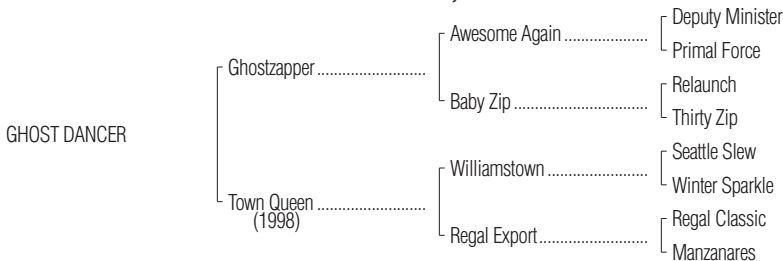 Deputy Minister
Awesome Again ......................
Primal Force
Ghostzapper ...........................
Relaunch
Baby Zip ...................................
Thirty Zip
GHOST DANCER
Seattle Slew
Williamstown ..........................
Winter Sparkle
Town Queen ...........................
(1998)
Regal Classic
Regal Export............................
Manzanares